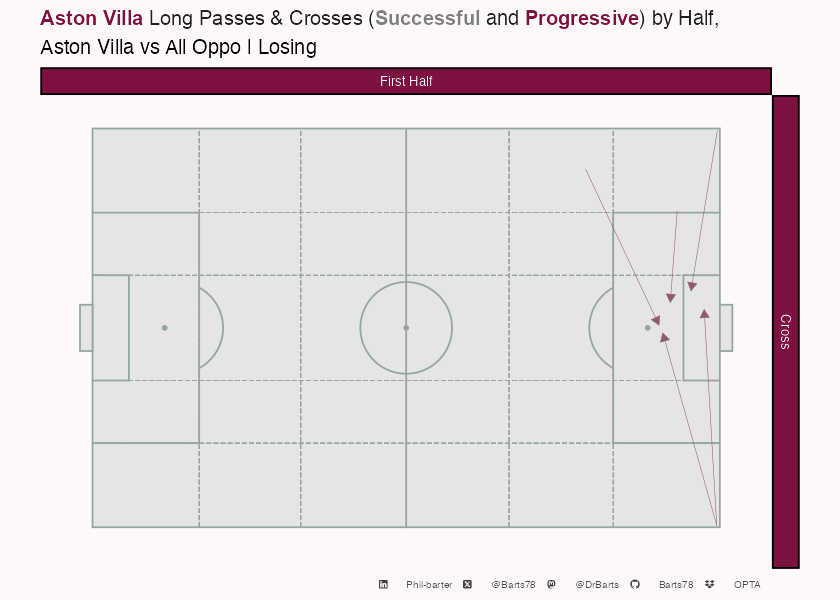 Aston Villa Long Passes & Crosses (Successful and Progressive) by Half,
Aston Villa vs All Oppo | Losing
First Half
Cross
Phil-barter @Barts78 @DrBarts Barts78 OPTA